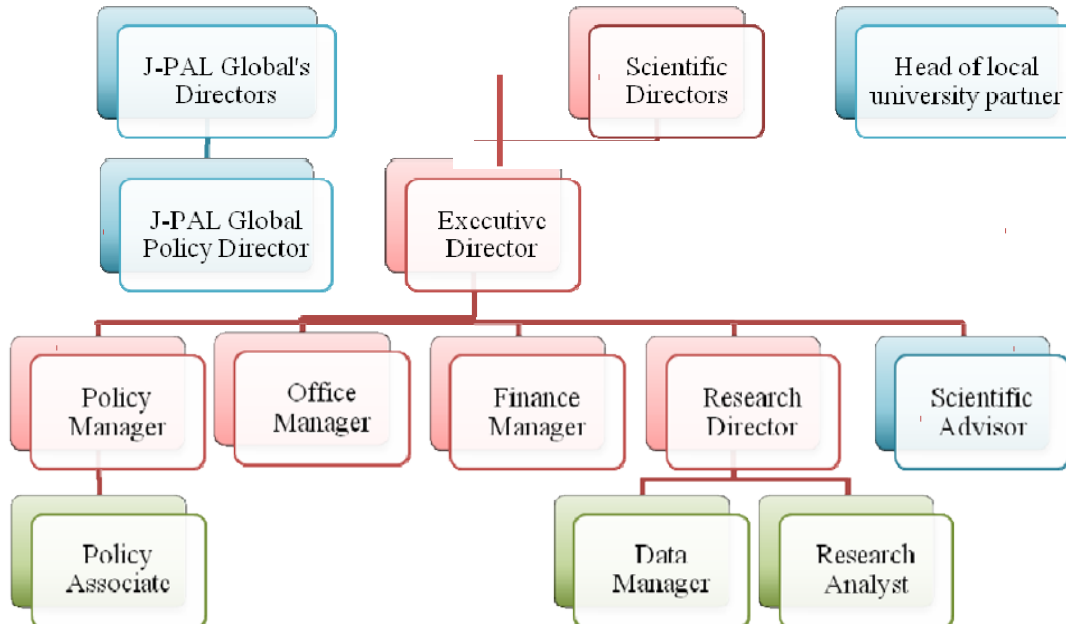 J-PAL Global's
Directors
Scientific
Directors
Head of local
university partner
J-PAL Global
Policy Director
Executive
Director
Policy
Manager
Office
Manager
Finance
Manager
Research
Director
Scientific
Advisor
Policy
Associate
Data
Manager
Research
Analyst